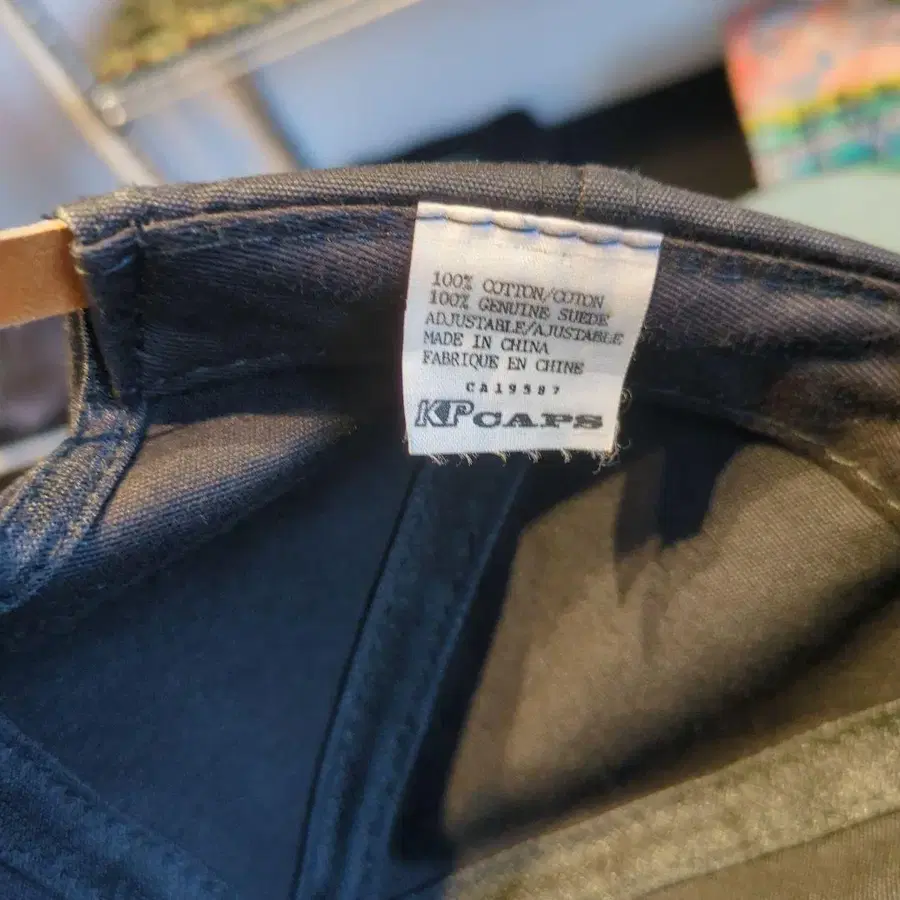 100% COTTON/COTON
100% GENUINE SUEDE
ADJUSTABLE/AJUSTABLE
MADE IN CHINA
FABRIQUE EN CHINE
CA19587
KP CAPS